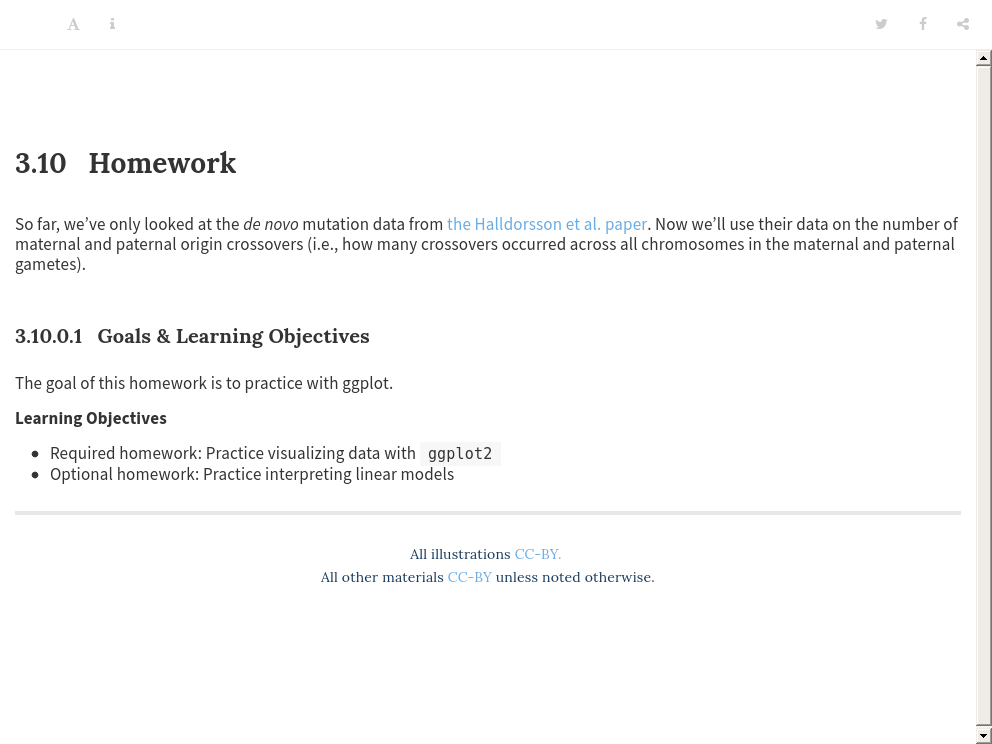 3.10 Homework
So far, we've only looked at the de novo mutation data from the Halldorsson et al. paper. Now we'll use their data on the number of
maternal and paternal origin crossovers (i.e., how many crossovers occurred across all chromosomes in the maternal and paternal
gametes).
3.10.0.1 Goals & Learning Objectives
The goal of this homework is to practice with ggplot.
Learning Objectives
Required homework: Practice visualizing data with ggplot2
Optional homework: Practice interpreting linear models
All illustrations CC-BY.
All other materials CC-BY unless noted otherwise.